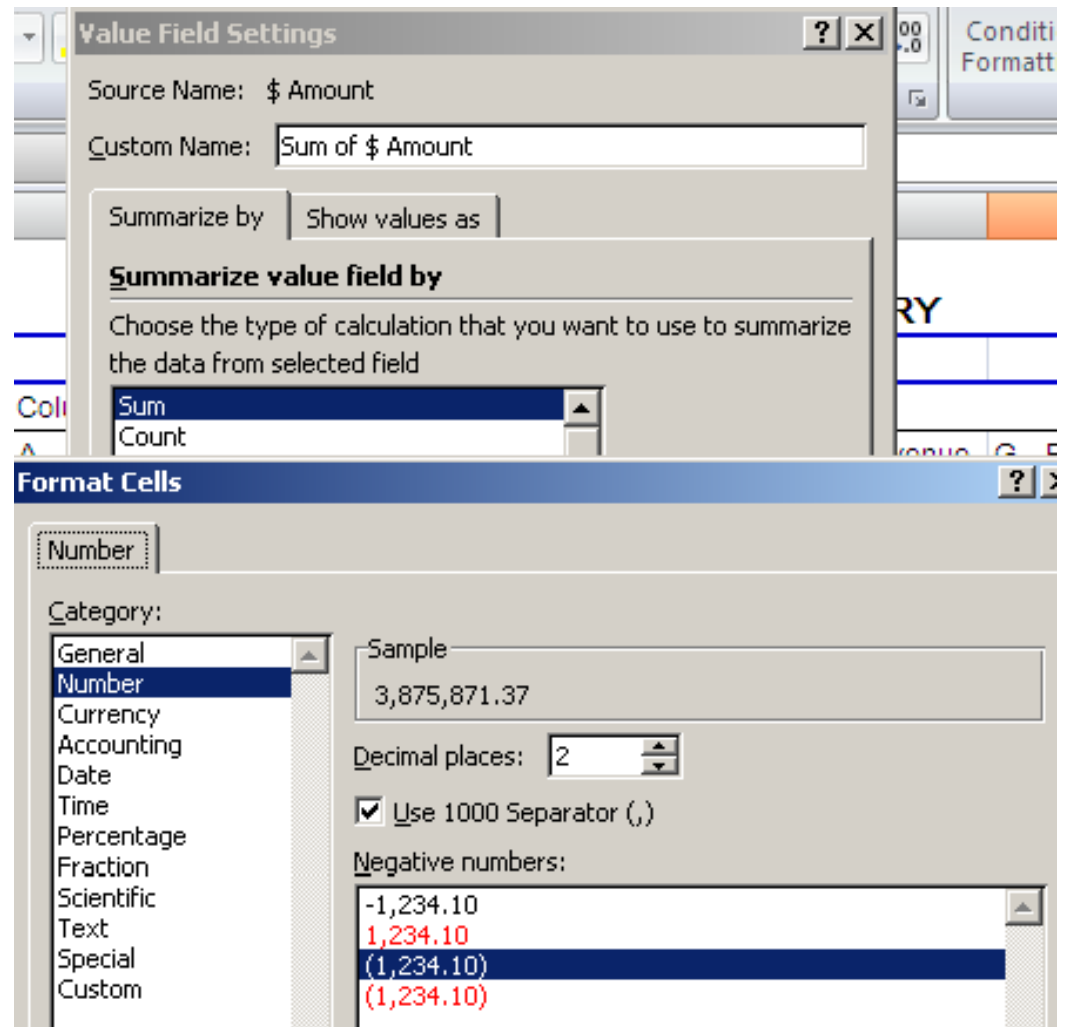 Value Field Settings
.00
.0
Conditi
Formatt
Source Name: $ Amount
Custom Name: Sum of $ Amount
Summarize by Show values as
Summarize value field by
RY
Choose the type of calculation that you want to use to summarize
the data from selected field
Colu
Sum
Count
A
venue G
Format Cells
Number
Category:
General
Number
Currency
Accounting
Date
Time
Percentage
Fraction
Scientific
Text
Special
Custom
Sample
3,875,871.37
Decimal places: 2
Use 1000 Separator (,)
Negative numbers:
-1,234.10
1,234.10
(1,234.10)
(1,234.10)